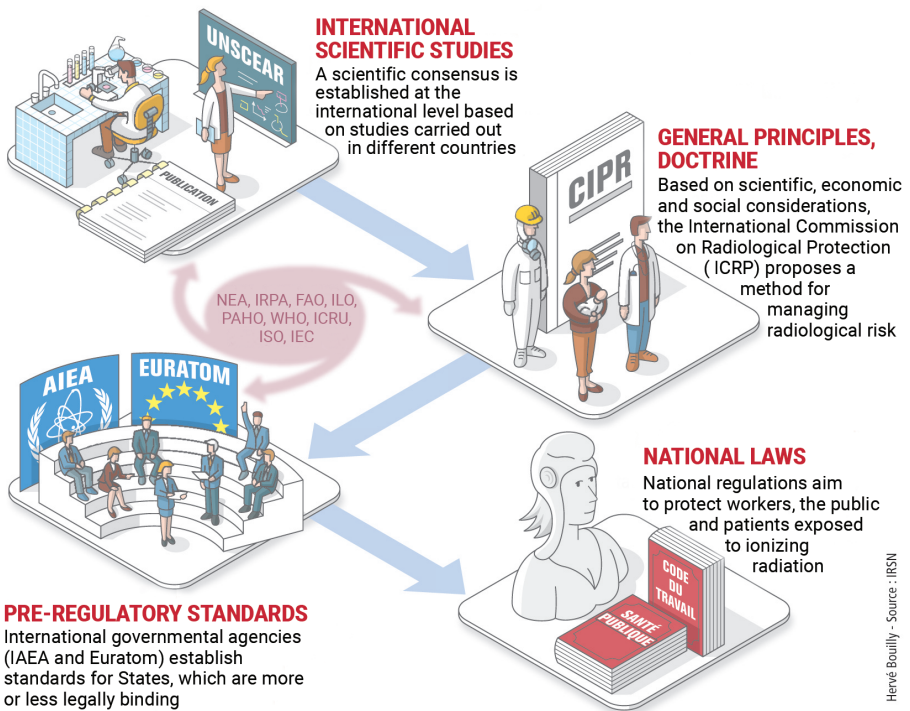 UNSCEAR
INTERNATIONAL
SCIENTIFIC STUDIES
A scientific consensus is
established at the
international level based
on studies carried out
in different countries
PUBLICATION
CIPR
GENERAL PRINCIPLES,
DOCTRINE
Based on scientific, economic
and social considerations,
the International Commission
on Radiological Protection
( ICRP) proposes a
method for
managing
radiological risk
NEA, IRPA, FAO, ILO,
PAHO, WHO, ICRU,
ISO, IEC
AIEA
EURATOM
PRE-REGULATORY STANDARDS
International governmental agencies
(IAEA and Euratom) establish
standards for States, which are more
or less legally binding
NATIONAL LAWS
National regulations aim
to protect workers, the public
and patients exposed
to ionizing
radiation
CODE
DU
TRAVAIL
SANTÉ
PUBLIQUE
Hervé Bouilly - Source : IRSN